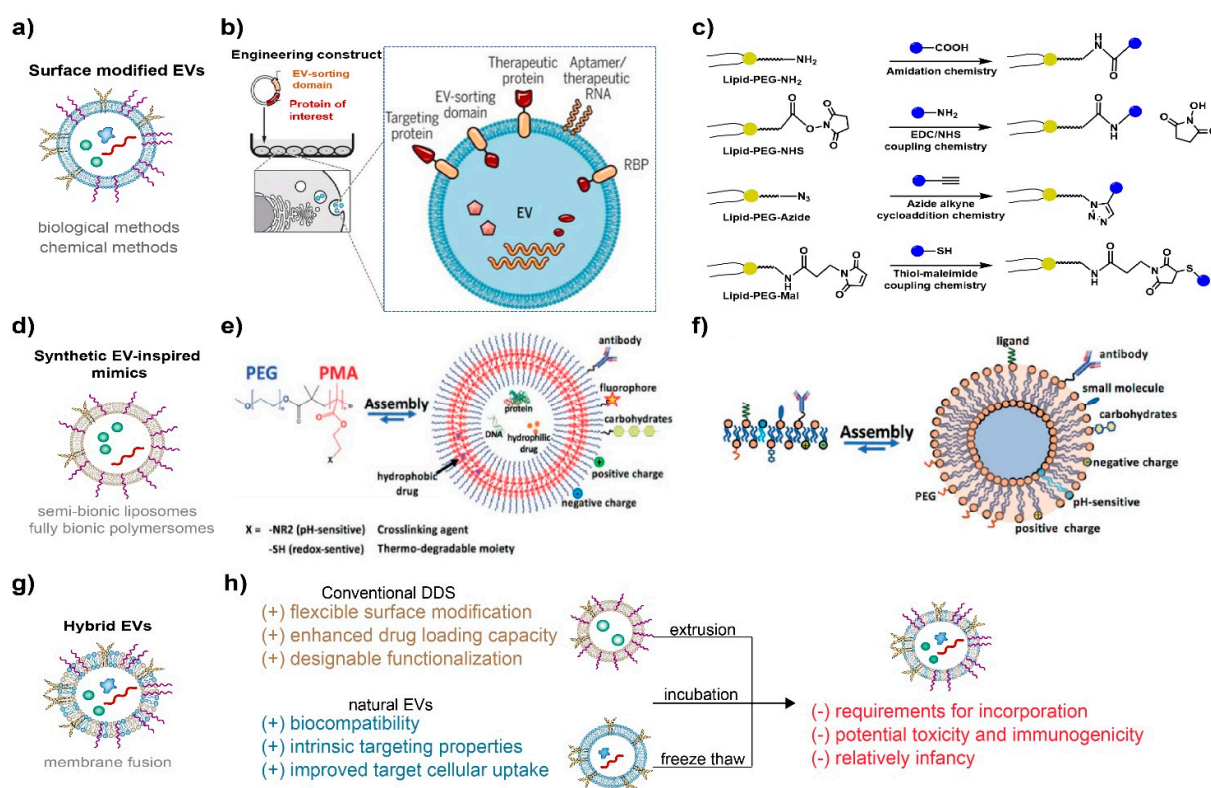 a)
Surface modified EVs
biological methods
chemical methods
b)
Engineering construct
EV-sorting
domain
Protein of
interest
Targeting protein
EV-sorting
domain
Therapeutic
protein
Aptamer/
therapeutic
RNA
RBP
EV
c)
Lipid-PEG-NH2
NH2
COOH
Amidation chemistry
H
N
O
Lipid-PEG-NHS
O
O
O
N
O
NH2
EDC/NHS
coupling chemistry
O
N
H
OH
O
N
O
Lipid-PEG-Azide
N3
Azide alkyne
cycloaddition chemistry
N
N
N
Lipid-PEG-Mal
N
H
O
O
N
O
SH
Thiol-maleimide
coupling chemistry
N
H
O
O
N
O
S
d)
Synthetic EV-inspired
mimics
semi-bionic liposomes
fully bionic polymersomes
e)
PEG
PMA
Assembly
X
antibody
fluorophore
carbohydrates
positive charge
negative charge
protein
DNA
hydrophilic
drug
hydrophobic
drug
X = -NR2 (pH-sensitive) Crosslinking agent
-SH (redox-sentive) Thermo-degradable moiety
f)
Assembly
ligand
antibody
small molecule
carbohydrates
negative charge
pH-sensitive
positive charge
PEG
g)
Hybrid EVs
membrane fusion
h)
Conventional DDS
(+) flexcible surface modification
(+) enhanced drug loading capacity
(+) designable functionalization
natural EVs
(+) biocompatibility
(+) intrinsic targeting properties
(+) improved target cellular uptake
extrusion
incubation
freeze thaw
(-) requirements for incorporation
(-) potential toxicity and immunogenicity
(-) relatively infancy